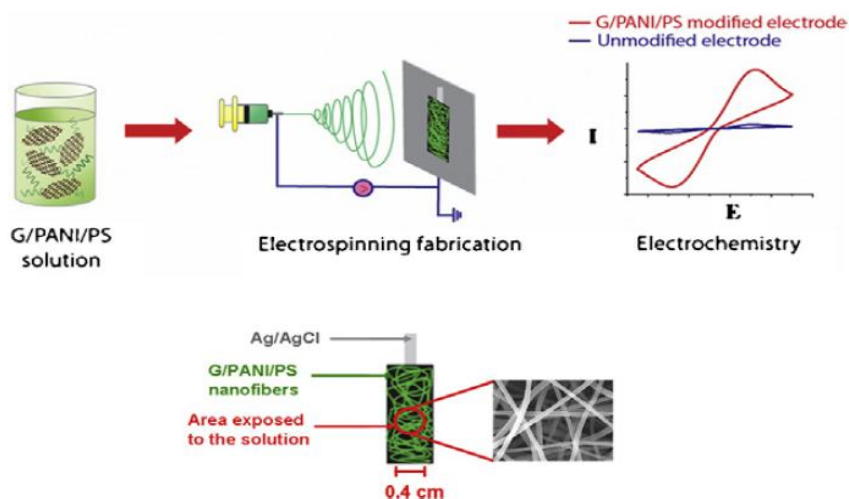 G/PANI/PS modified electrode
Unmodified electrode
I
E
G/PANI/PS
solution
Electrospinning fabrication
Electrochemistry
Ag/AgCl
G/PANI/PS
nanofibers
Area exposed
to the solution
0.4 cm